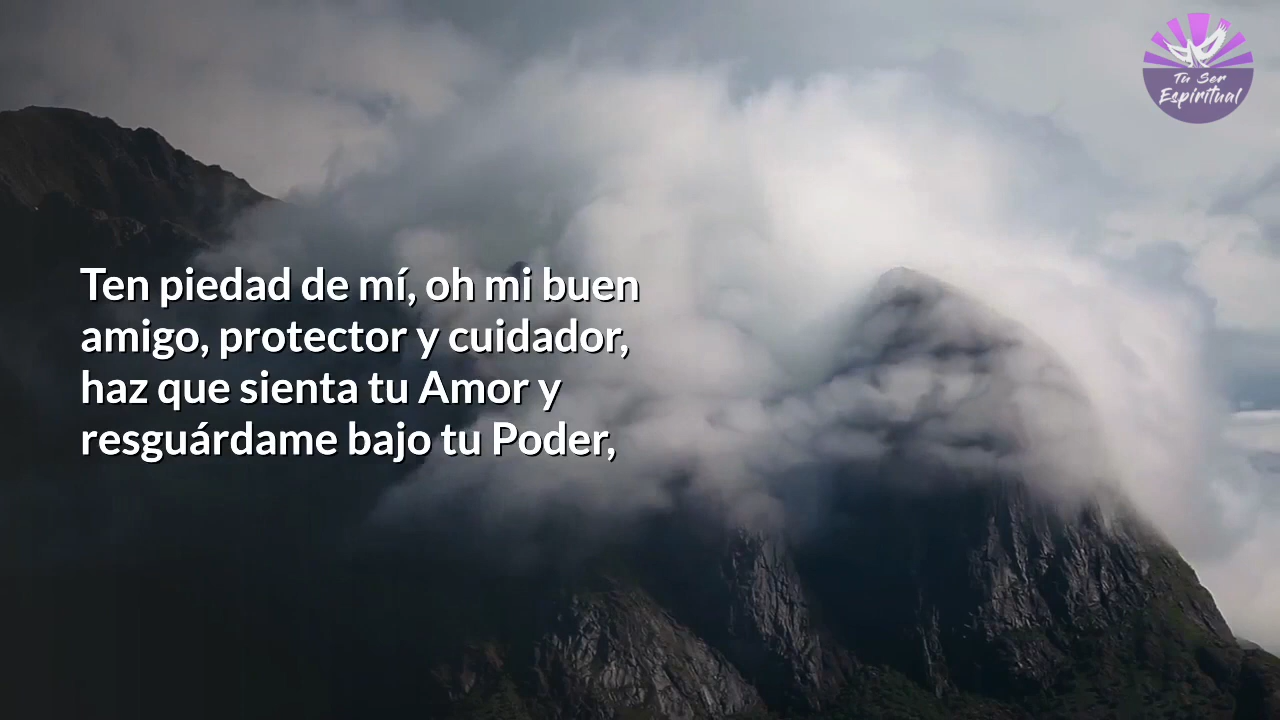 Tu Ser
Espiritual
Ten piedad de mí, oh mi buen
amigo, protector y cuidador,
haz que sienta tu Amor y
resguárdame bajo tu Poder,